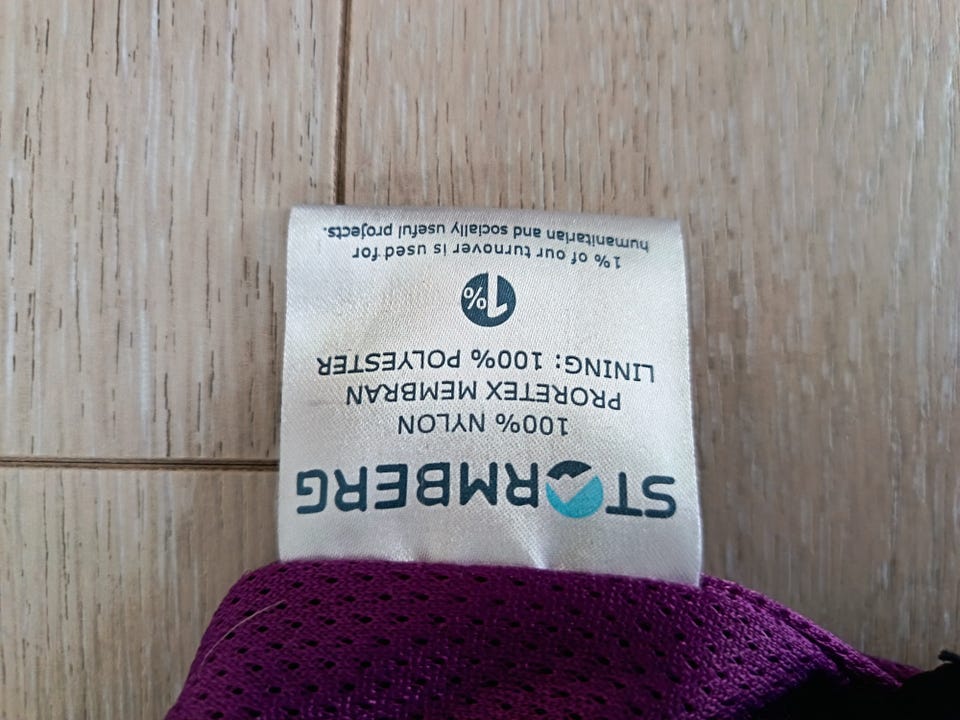 STORMBERG
100% NYLON
PRORETEX MEMBRAN
LINING: 100% POLYESTER
1%
1% of our turnover is used for
humanitarian and socially useful projects.